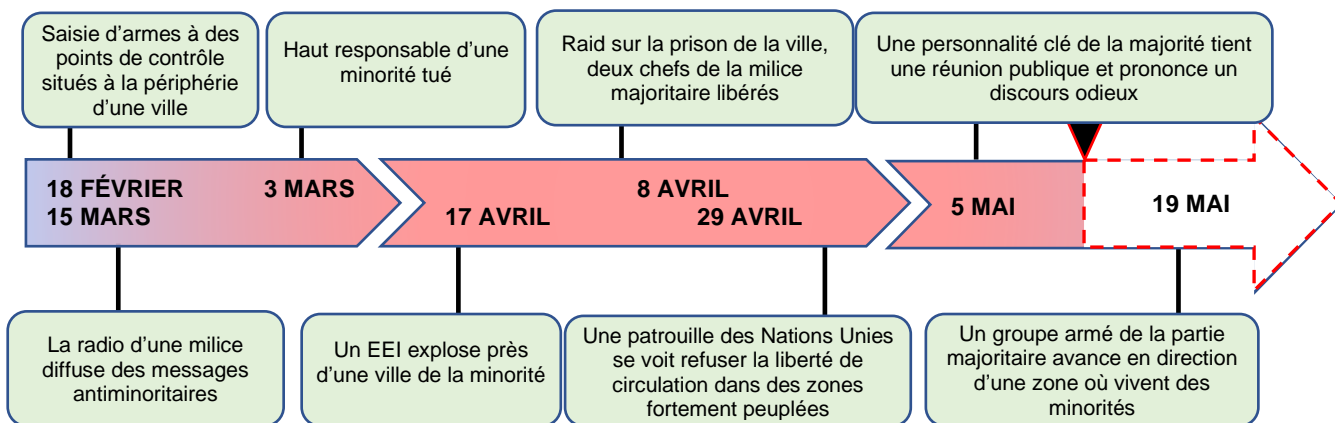 Saisie d'armes à des
points de contrôle
situés à la périphérie
d'une ville
Haut responsable d'une
minorité tué
Raid sur la prison de la ville,
deux chefs de la milice
majoritaire libérés
Une personnalité clé de la majorité tient
une réunion publique et prononce un
discours odieux
18 FÉVRIER
15 MARS
3 MARS
17 AVRIL
8 AVRIL
29 AVRIL
5 MAI
19 MAI
La radio d'une milice
diffuse des messages
antiminoritaires
Un EEI explose près
d'une ville de la minorité
Une patrouille des Nations Unies
se voit refuser la liberté de
circulation dans des zones
fortement peuplées
Un groupe armé de la partie
majoritaire avance en direction
d'une zone où vivent des
minorités